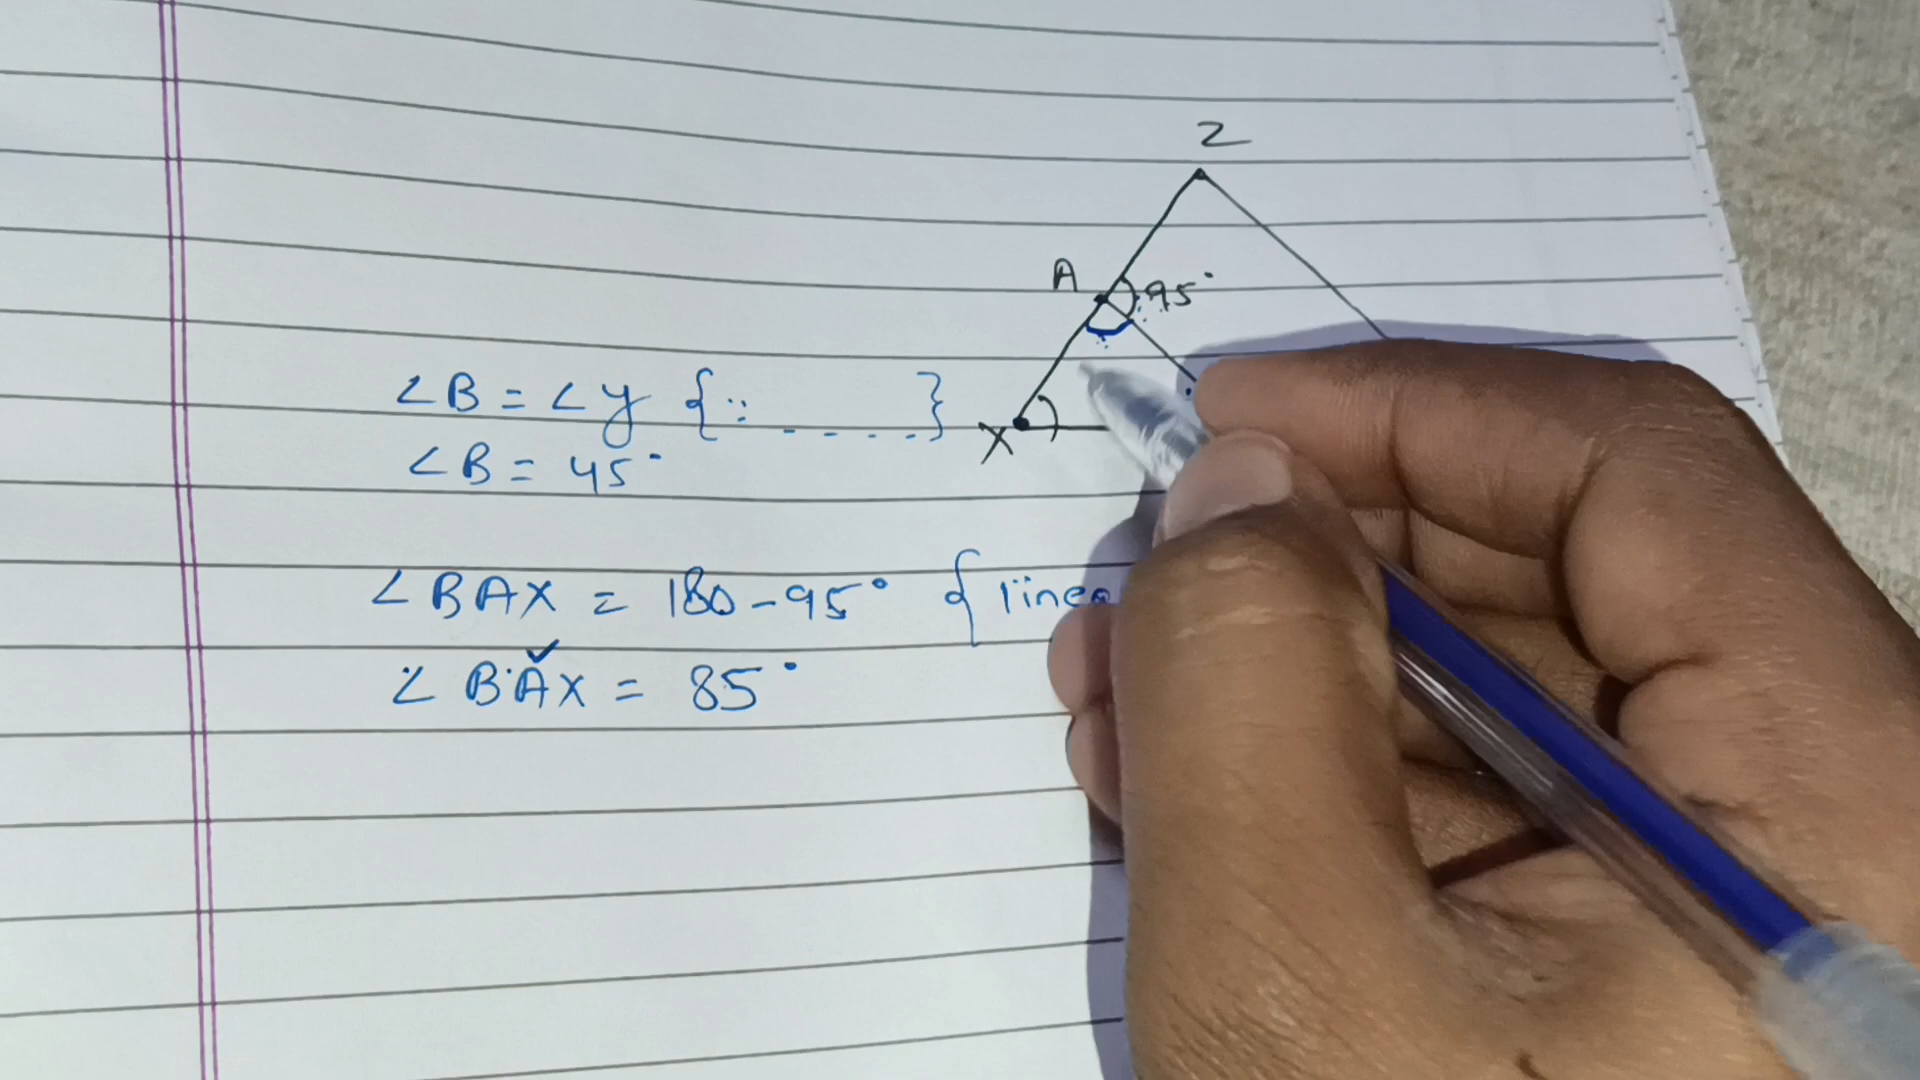 Z
A
95°
X
∠B = ∠y {∵ - - - - }
∠B = 45°
∠BAX = 180-95° {linea
∠BAX = 85°